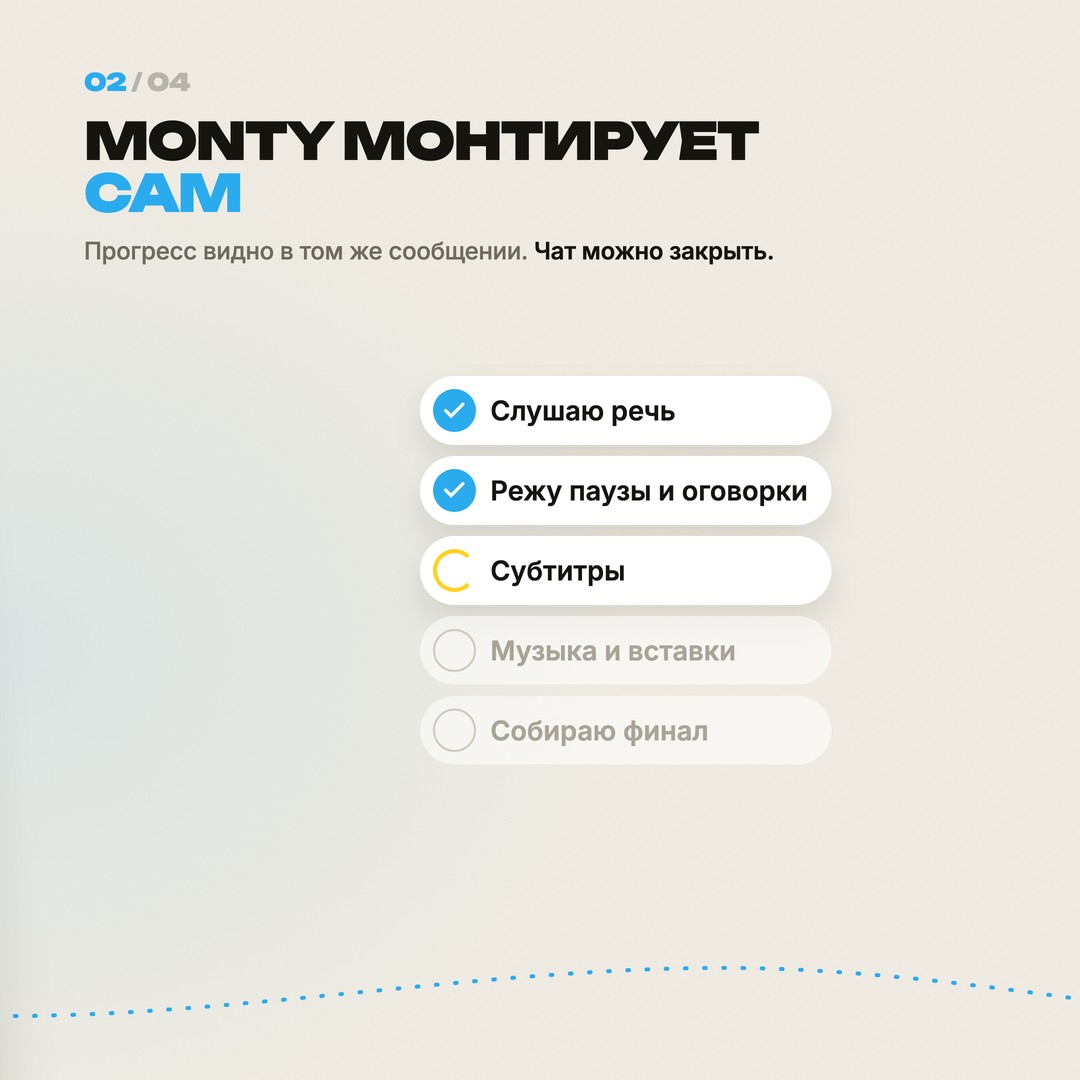 02 / 04
MONTY МОНТИРУЕТ
САМ
Прогресс видно в том же сообщении. Чат можно закрыть.
Слушаю речь
Режу паузы и оговорки
Субтитры
Музыка и вставки
Собираю финал